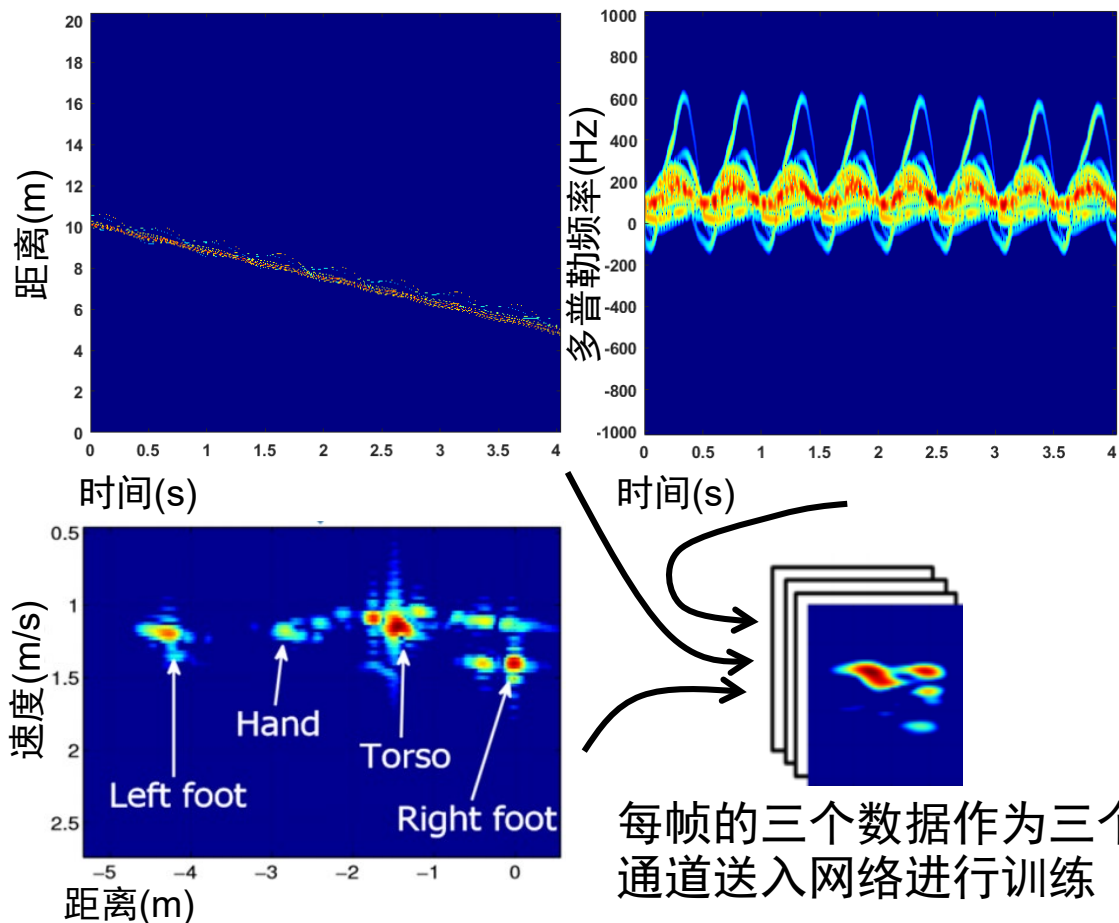 20
18
16
14
12
10
8
6
4
2
0
距离(m)
0 0.5 1 1.5 2 2.5 3 3.5 4
时间(s)
1000
800
600
400
200
0
-200
-400
-600
-800
-1000
多普勒频率(Hz)
0 0.5 1 1.5 2 2.5 3 3.5 4
时间(s)
0.5
1
1.5
2
2.5
速度(m/s)
Hand
Torso
Left foot
Right foot
−5 −4 −3 −2 −1 0
距离(m)
每帧的三个数据作为三个
通道送入网络进行训练